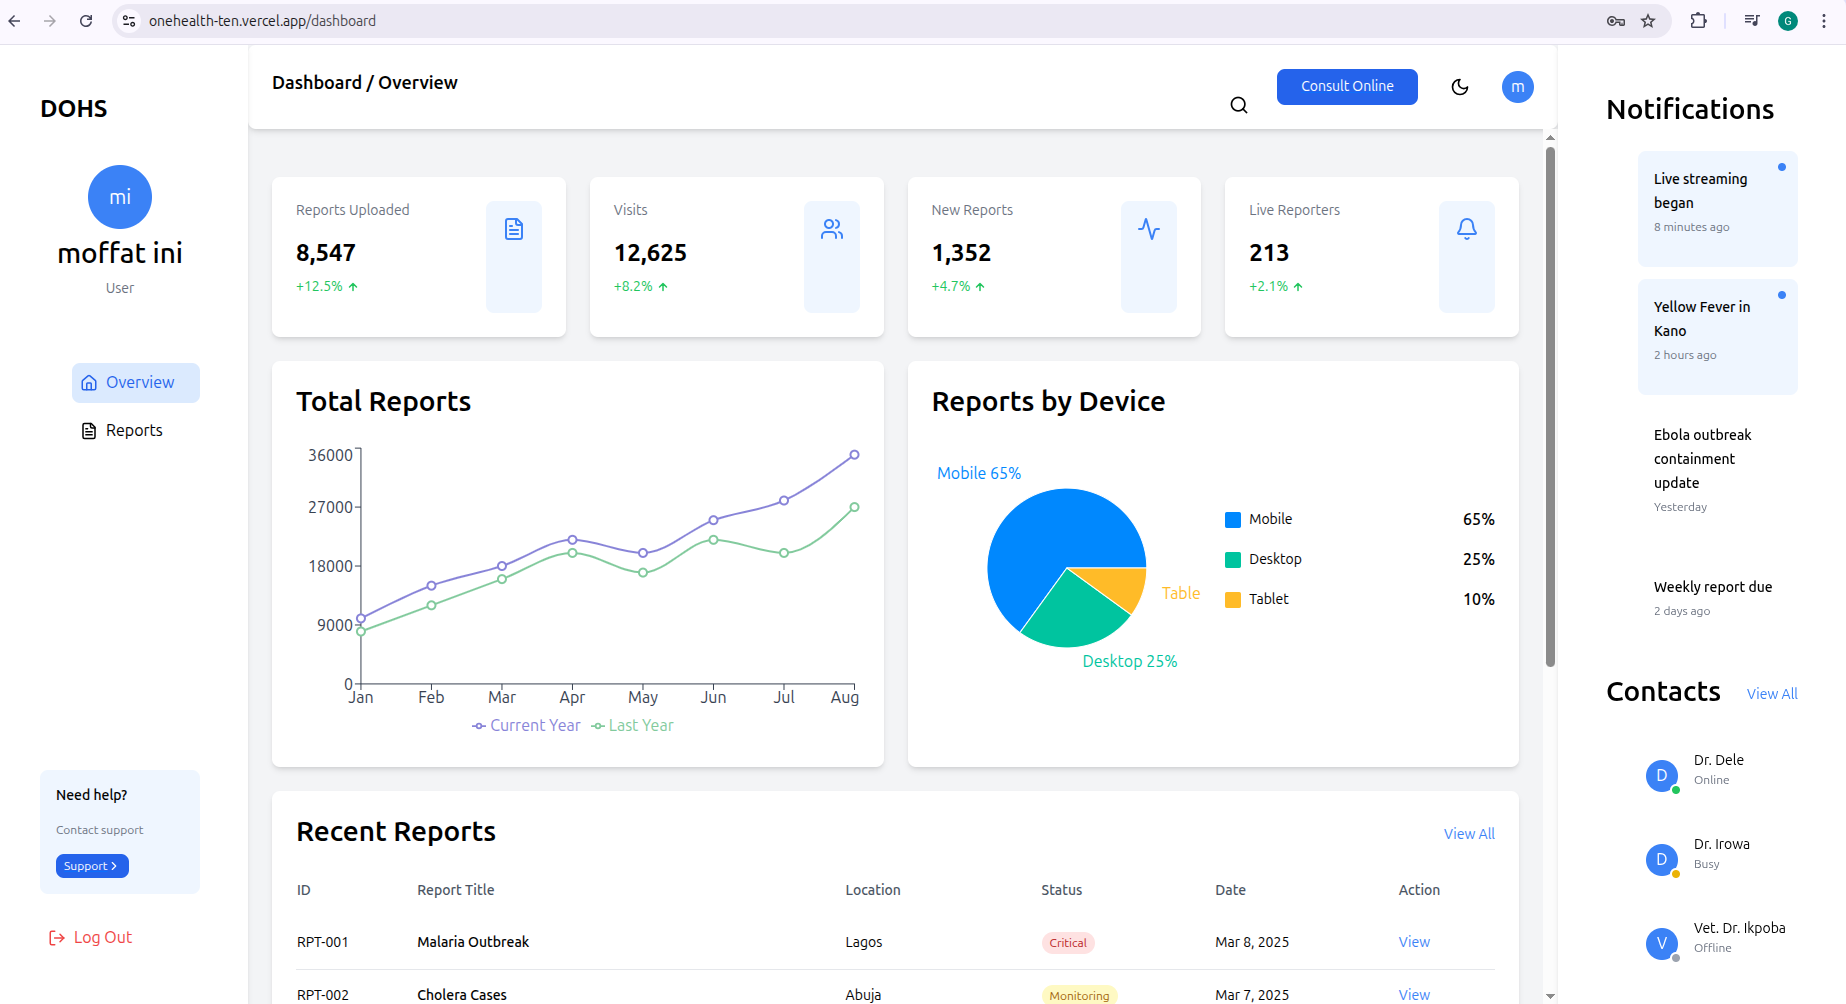 onehealth-ten.vercel.app/dashboard
G
DOHS
mi
moffat ini
User
Overview
Reports
Need help?
Contact support
Support
Log Out
Dashboard / Overview
Consult Online
m
Reports Uploaded
8,547
+12.5%
Visits
12,625
+8.2%
New Reports
1,352
+4.7%
Live Reporters
213
+2.1%
Total Reports
36000
27000
18000
9000
0
Jan Feb Mar Apr May Jun Jul Aug
Current Year Last Year
Reports by Device
Mobile 65%
Table
Desktop 25%
Mobile 65%
Desktop 25%
Tablet 10%
Recent Reports
View All
ID Report Title Location Status Date Action
RPT-001 Malaria Outbreak Lagos Critical Mar 8, 2025 View
RPT-002 Cholera Cases Abuja Monitoring Mar 7, 2025 View
Notifications
Live streaming
began
8 minutes ago
Yellow Fever in
Kano
2 hours ago
Ebola outbreak
containment
update
Yesterday
Weekly report due
2 days ago
Contacts
View All
D
Dr. Dele
Online
D
Dr. Irowa
Busy
V
Vet. Dr. Ikpoba
Offline